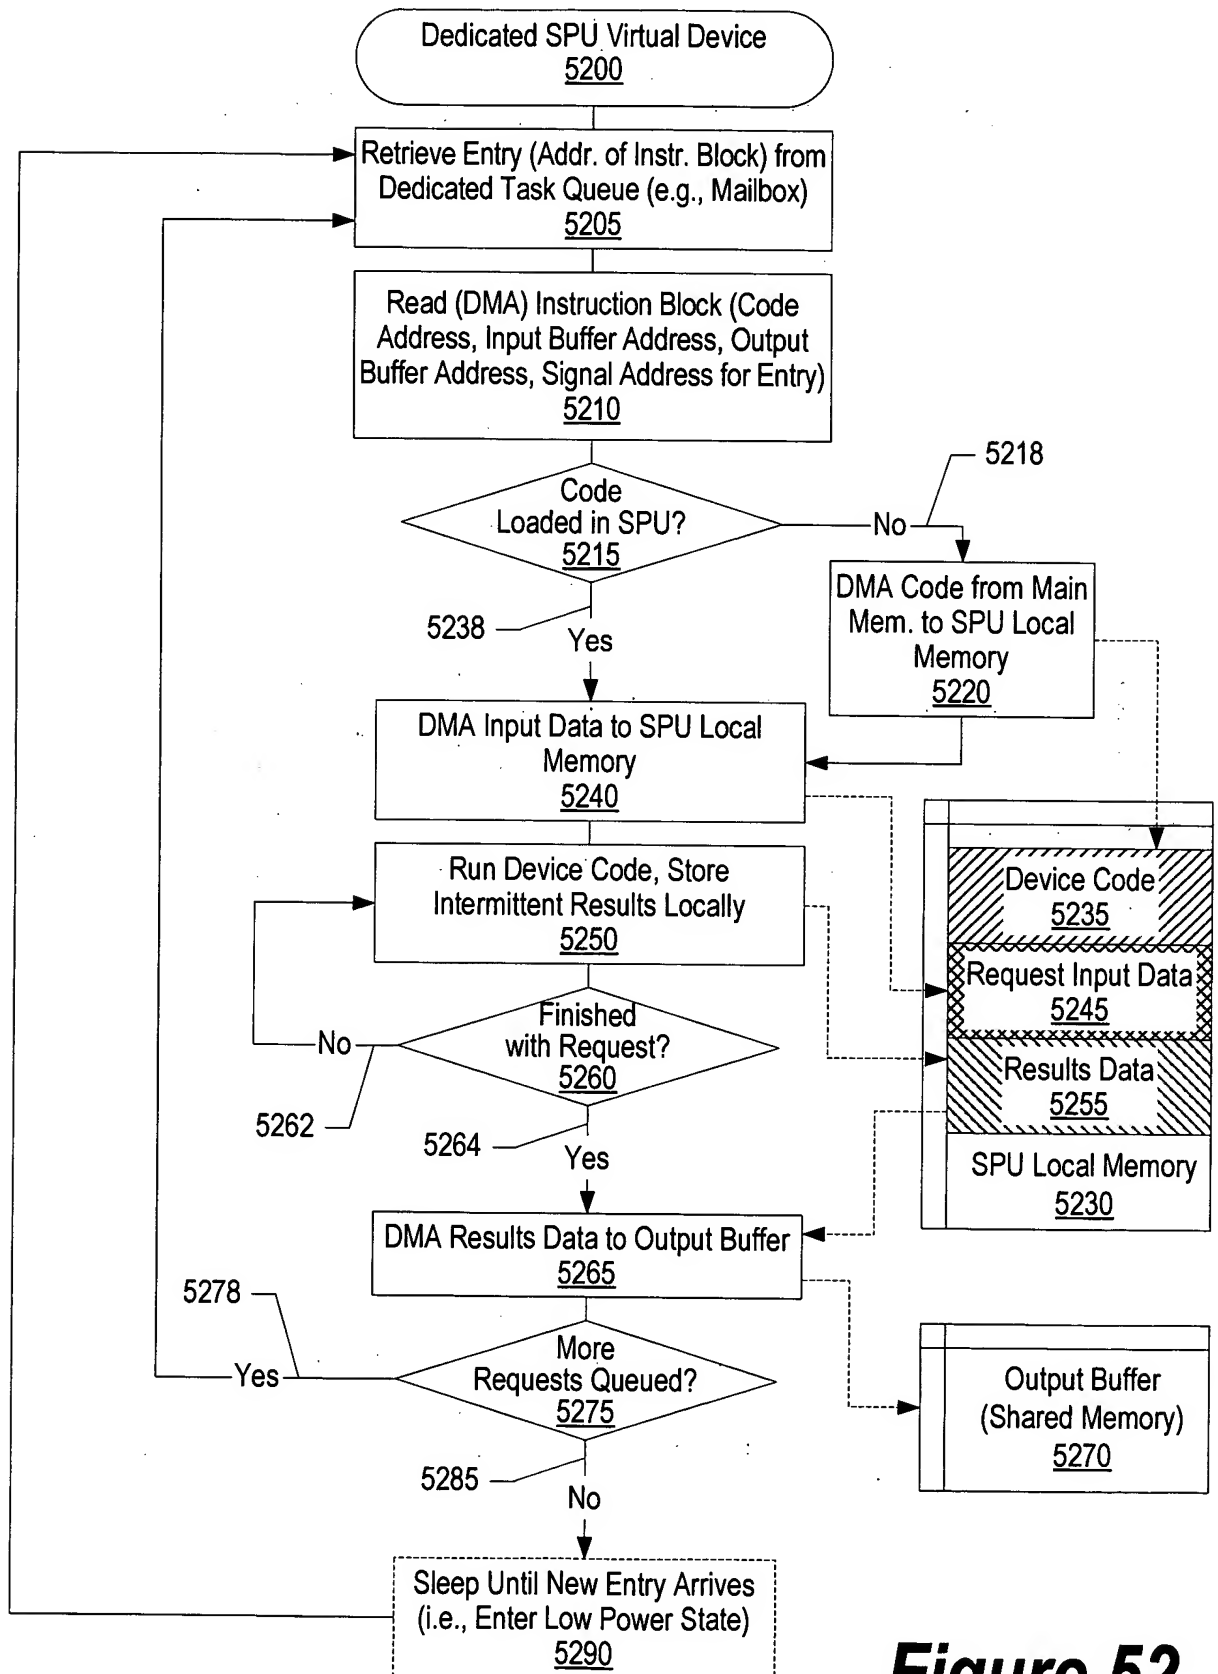 Dedicated SPU Virtual Device
5200
Retrieve Entry (Addr. of Instr. Block) from
Dedicated Task Queue (e.g., Mailbox)
5205
Read (DMA) Instruction Block (Code
Address, Input Buffer Address, Output
Buffer Address, Signal Address for Entry)
5210
5218
Code
Loaded in SPU?
5215
No
5238
Yes
DMA Code from Main
Mem. to SPU Local
Memory
5220
DMA Input Data to SPU Local
Memory
5240
Run Device Code, Store
Intermittent Results Locally
5250
Device Code
5235
Request Input Data
5245
Results Data
5255
SPU Local Memory
5230
Finished
with Request?
5260
No
5262
5264
Yes
DMA Results Data to Output Buffer
5265
5278
Yes
More
Requests Queued?
5275
Output Buffer
(Shared Memory)
5270
5285
No
Sleep Until New Entry Arrives
(i.e., Enter Low Power State)
5290
Figure 52